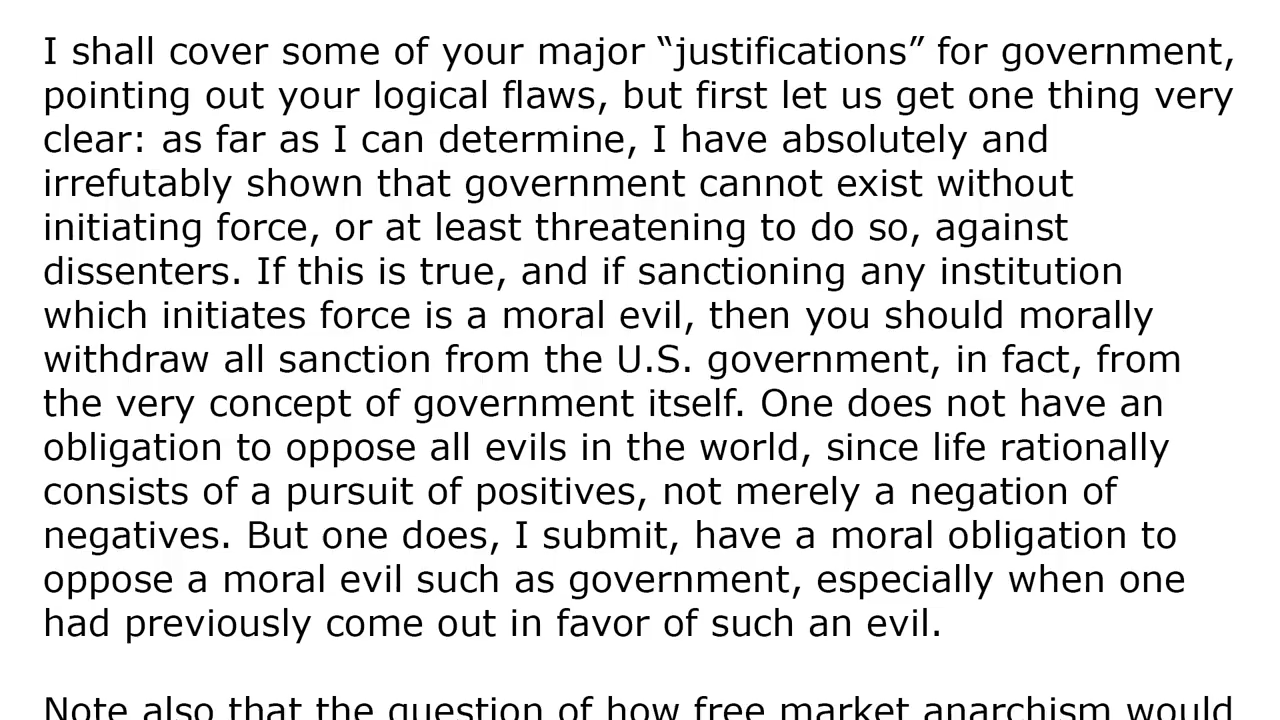 I shall cover some of your major “justifications” for government,
pointing out your logical flaws, but first let us get one thing very
clear: as far as I can determine, I have absolutely and
irrefutably shown that government cannot exist without
initiating force, or at least threatening to do so, against
dissenters. If this is true, and if sanctioning any institution
which initiates force is a moral evil, then you should morally
withdraw all sanction from the U.S. government, in fact, from
the very concept of government itself. One does not have an
obligation to oppose all evils in the world, since life rationally
consists of a pursuit of positives, not merely a negation of
negatives. But one does, I submit, have a moral obligation to
oppose a moral evil such as government, especially when one
had previously come out in favor of such an evil.
Note also that the question of how free market anarchism would